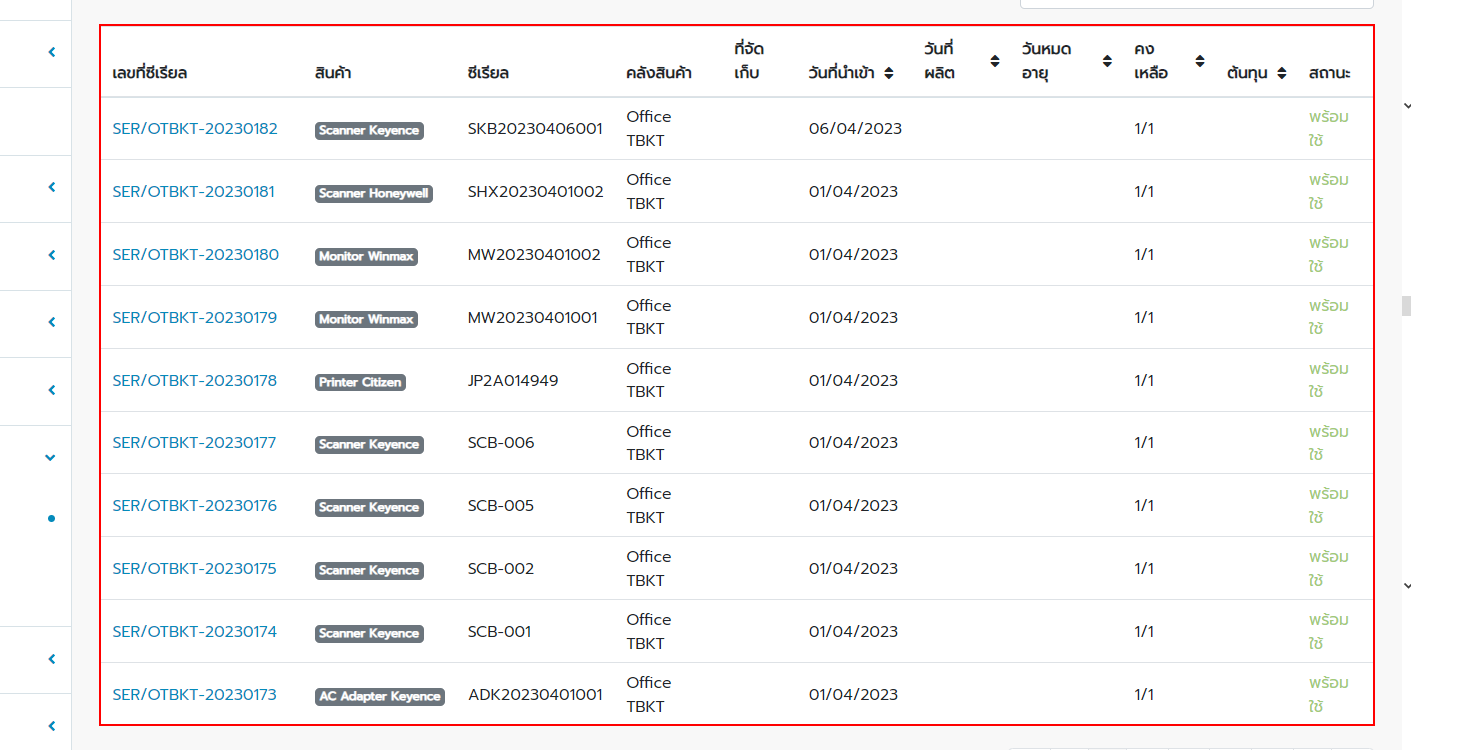 เลขที่ซีเรียล สินค้า ซีเรียล คลังสินค้า ที่จัดเก็บ วันที่นำเข้า วันที่ผลิต วันหมดอายุ คงเหลือ ต้นทุน สถานะ
SER/OTBKT-20230182 Scanner Keyence SKB20230406001 Office TBKT 06/04/2023 1/1 พร้อมใช้
SER/OTBKT-20230181 Scanner Honeywell SHX20230401002 Office TBKT 01/04/2023 1/1 พร้อมใช้
SER/OTBKT-20230180 Monitor Winmax MW20230401002 Office TBKT 01/04/2023 1/1 พร้อมใช้
SER/OTBKT-20230179 Monitor Winmax MW20230401001 Office TBKT 01/04/2023 1/1 พร้อมใช้
SER/OTBKT-20230178 Printer Citizen JP2A014949 Office TBKT 01/04/2023 1/1 พร้อมใช้
SER/OTBKT-20230177 Scanner Keyence SCB-006 Office TBKT 01/04/2023 1/1 พร้อมใช้
SER/OTBKT-20230176 Scanner Keyence SCB-005 Office TBKT 01/04/2023 1/1 พร้อมใช้
SER/OTBKT-20230175 Scanner Keyence SCB-002 Office TBKT 01/04/2023 1/1 พร้อมใช้
SER/OTBKT-20230174 Scanner Keyence SCB-001 Office TBKT 01/04/2023 1/1 พร้อมใช้
SER/OTBKT-20230173 AC Adapter Keyence ADK20230401001 Office TBKT 01/04/2023 1/1 พร้อมใช้